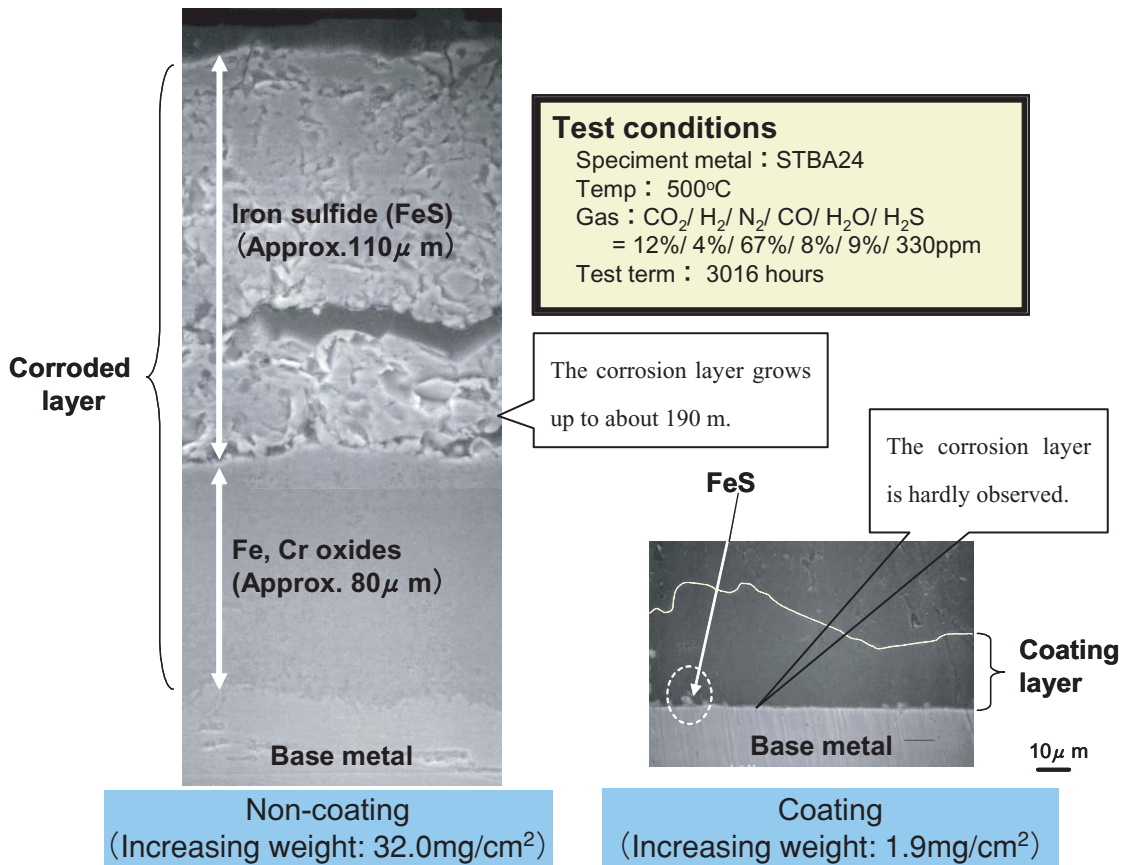 Test conditions
Speciment metal：STBA24
Temp： 500°C
Gas：CO₂/ H₂/ N₂/ CO/ H₂O/ H₂S
= 12%/ 4%/ 67%/ 8%/ 9%/ 330ppm
Test term： 3016 hours
Iron sulfide (FeS)
（Approx.110μ m）
Corroded
layer
The corrosion layer grows
up to about 190 m.
The corrosion layer
is hardly observed.
FeS
Fe, Cr oxides
(Approx. 80μ m）
Coating
layer
Base metal
Base metal
10μ m
Non-coating
（Increasing weight: 32.0mg/cm²）
Coating
（Increasing weight: 1.9mg/cm²）